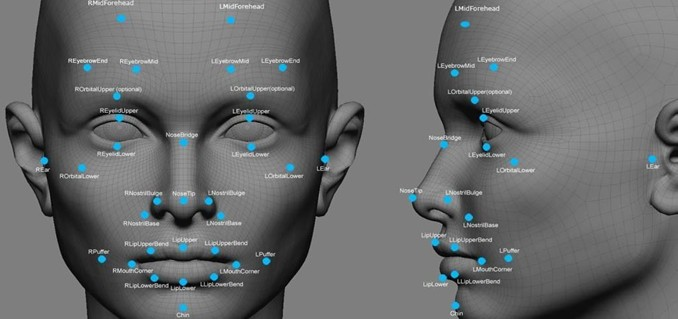 RMidForehead
LMidForehead
REyebrowEnd
REyebrowMid
LEyebrowMid
LEyebrowEnd
ROrbitalUpper (optional)
LOrbitalUpper(optional)
REyelidUpper
LEyelidUpper
NoseBridge
REyelidLower
LEyelidLower
REar
ROrbitalLower
LOrbitalLower
LEar
RNostrilBulge
NoseTip
LNostrilBulge
RNostrilBase
LNostrilBase
RPuffer
RLipUpperBend
LipUpper
LLipUpperBend
LPuffer
RMouthCorner
LMouthCorner
RLipLowerBend
LipLower
LLipLowerBend
Chin
LMidForehead
LEyebrowMid
LEyebrowEnd
LOrbitalUpper(optional)
LEyelidUpper
NoseBridge
LEyelidLower
LOrbitalLower
LEar
NoseTip
LNostrilBulge
LNostrilBase
LipUpper
LLipUpperBend
LPuffer
LMouthCorner
LipLower
LLipLowerBend
Chin